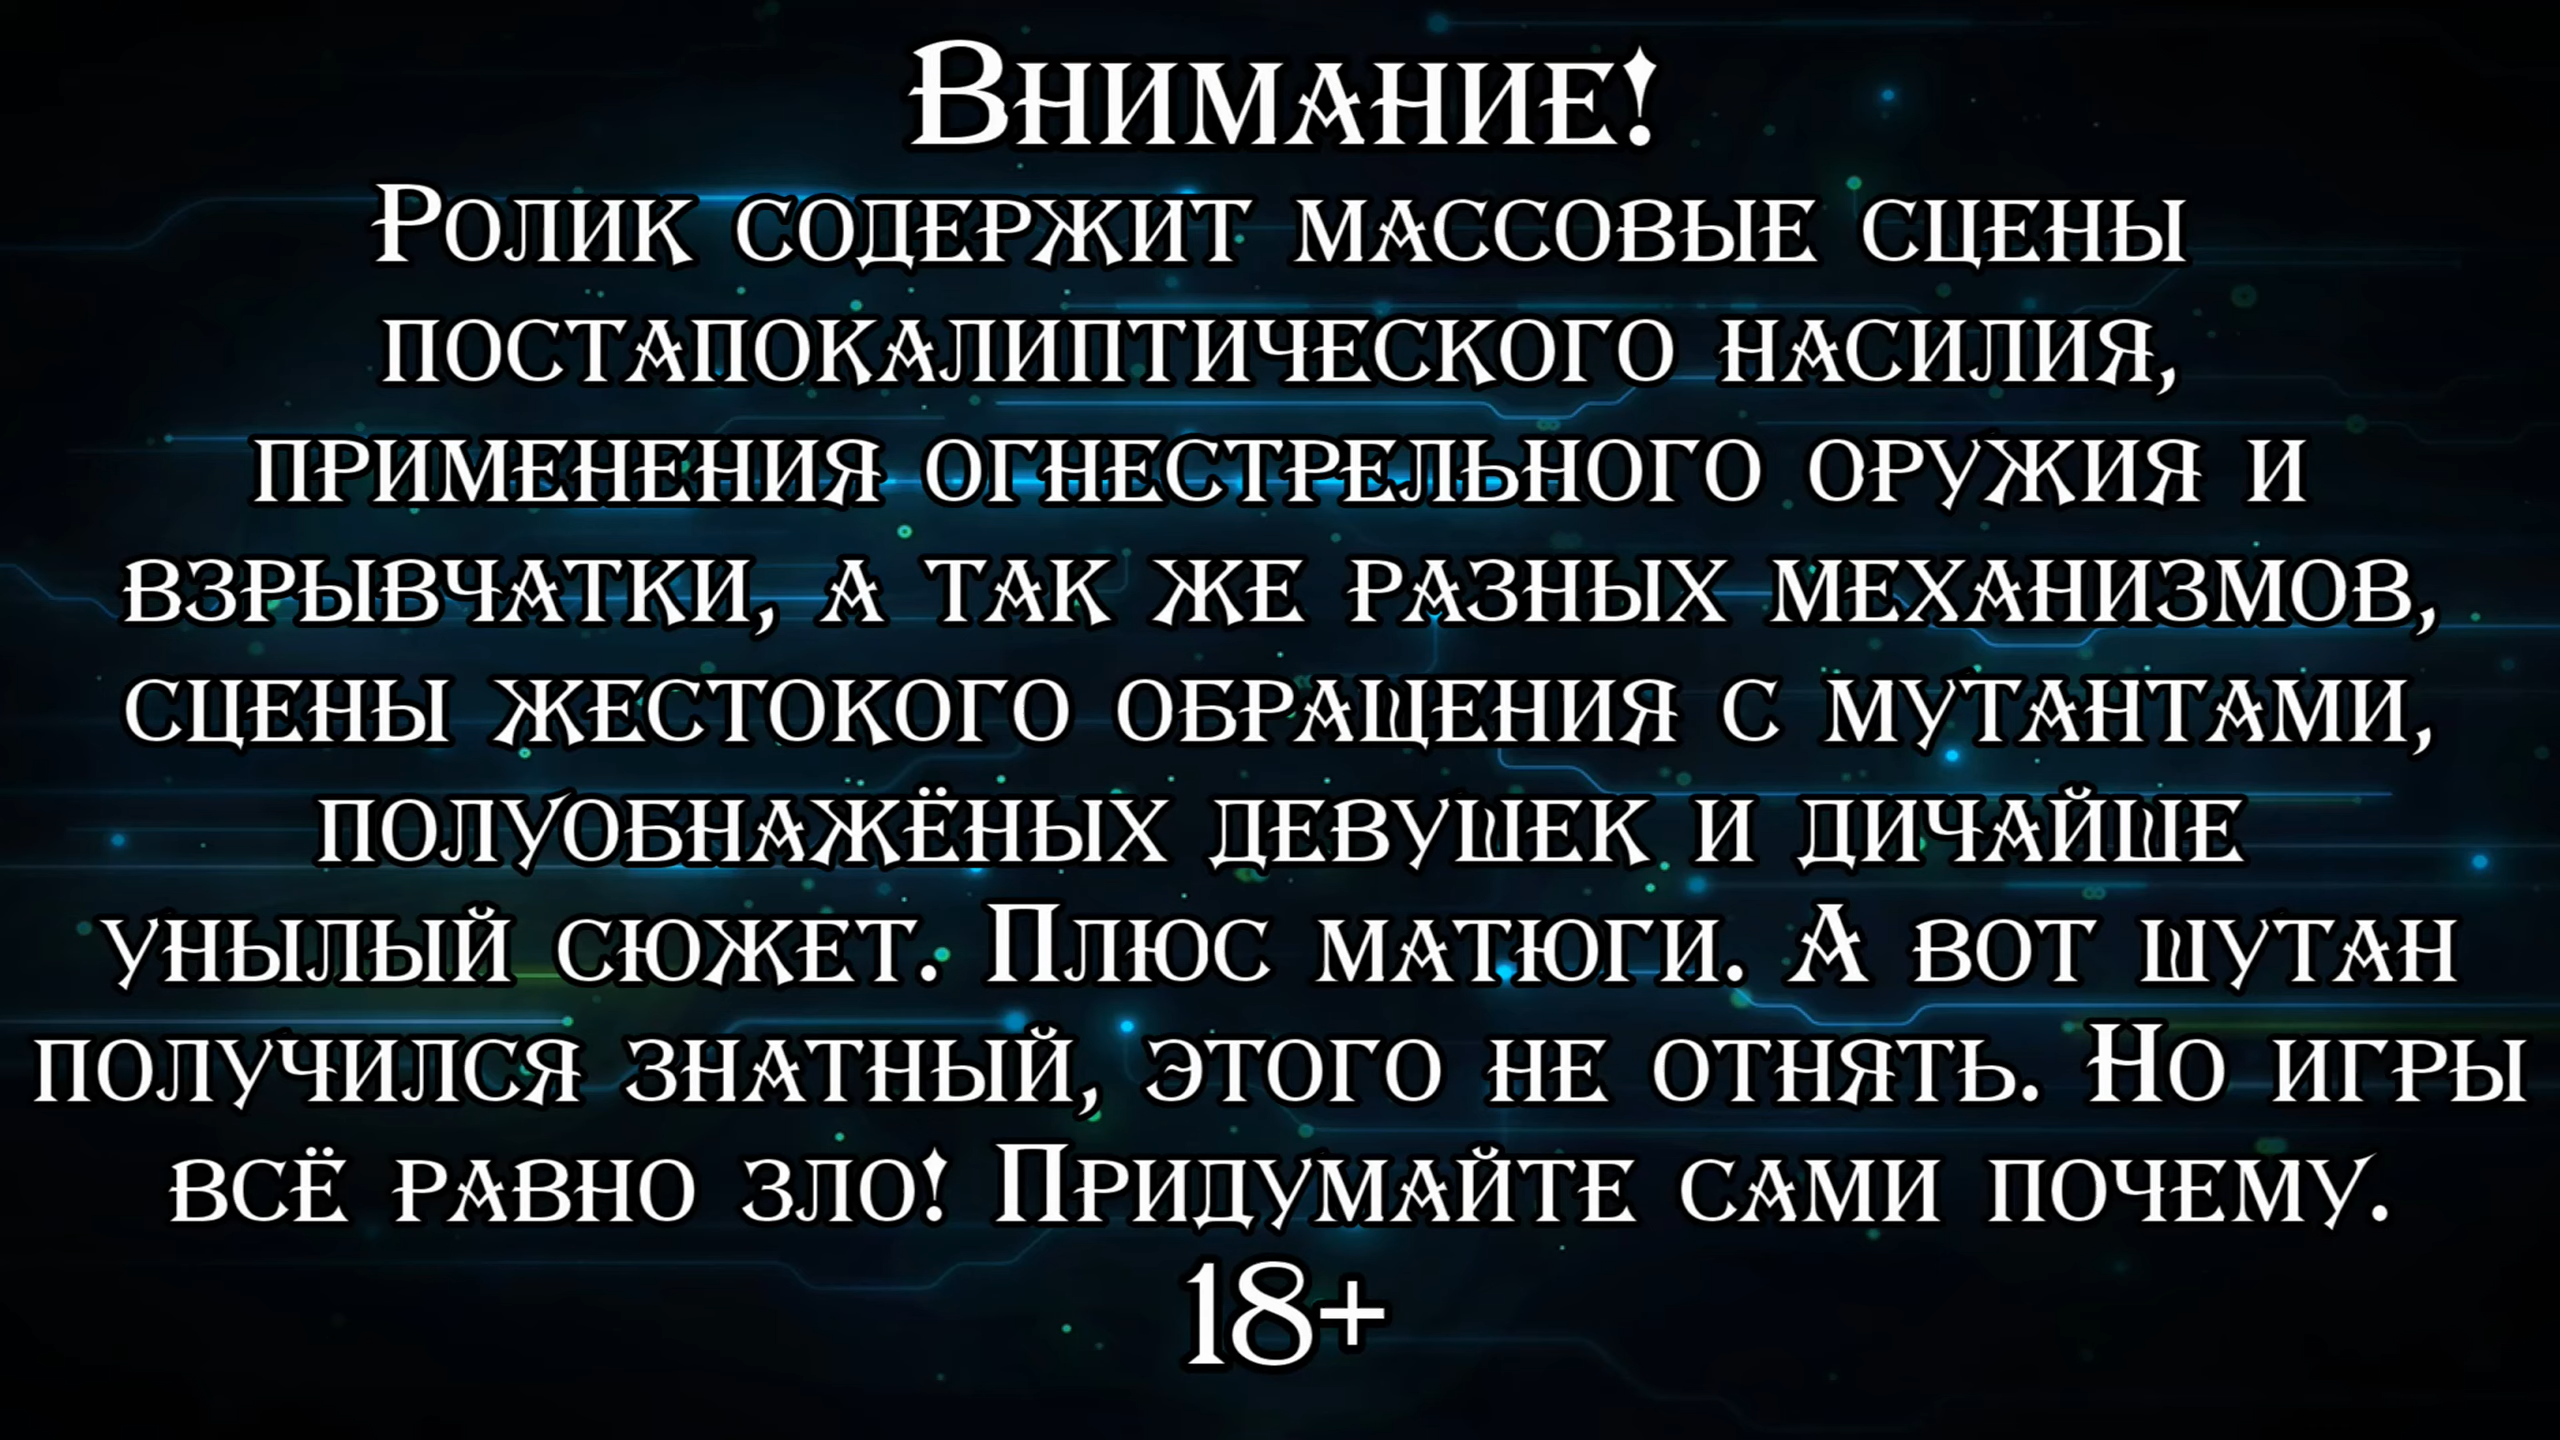 Внимание!
Ролик содержит массовые сцены
постапокалиптического насилия,
применения огнестрельного оружия и
взрывчатки, а так же разных механизмов,
сцены жестокого обращения с мутантами,
полуобнажёных девушек и дичайше
унылый сюжет. Плюс матюги. А вот шутан
получился знатный, этого не отнять. Но игры
всё равно зло! Придумайте сами почему.
18+